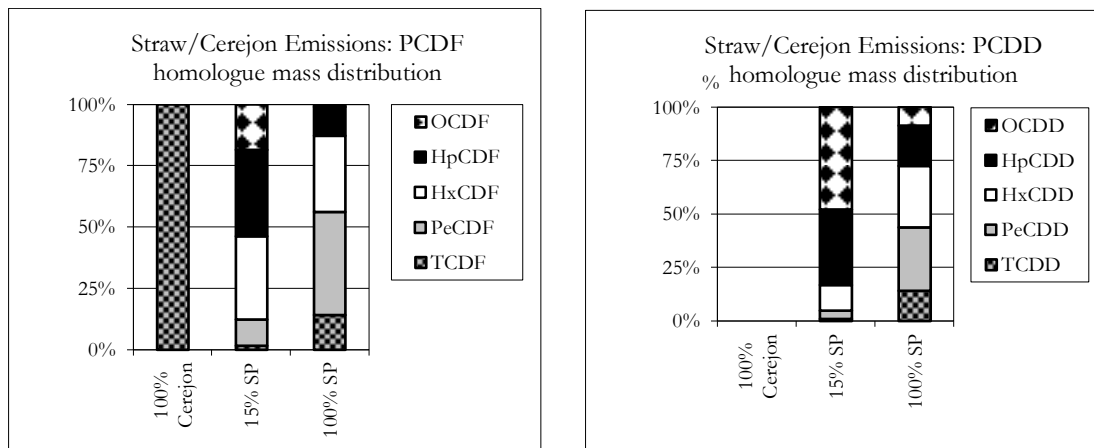 Straw/Cerejon Emissions: PCDF
homologue mass distribution
100%
75%
50%
25%
0%
100%
Cerejon
15% SP
100% SP
OCDF
HpCDF
HxCDF
PeCDF
TCDF
Straw/Cerejon Emissions: PCDD
% homologue mass distribution
100%
75%
50%
25%
0%
100%
Cerejon
15% SP
100% SP
OCDD
HpCDD
HxCDD
PeCDD
TCDD